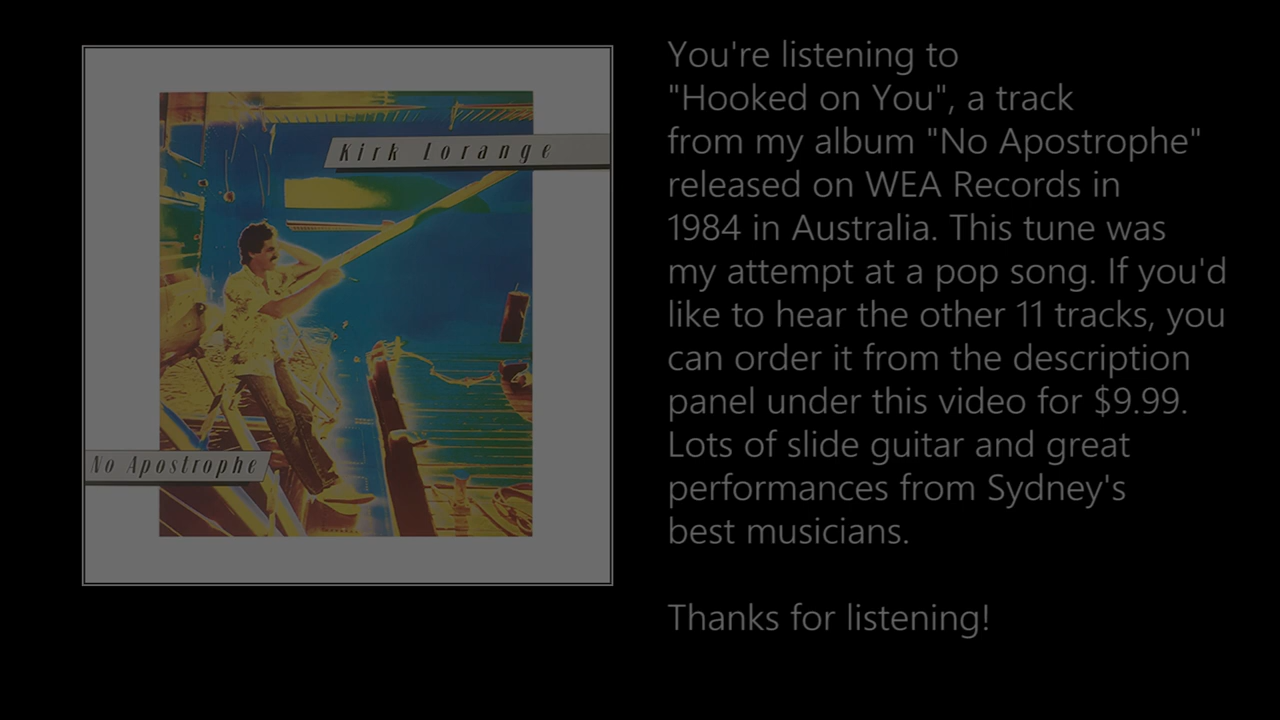 Kirk Lorange
No Apostrophe
You're listening to
"Hooked on You", a track
from my album "No Apostrophe"
released on WEA Records in
1984 in Australia. This tune was
my attempt at a pop song. If you'd
like to hear the other 11 tracks, you
can order it from the description
panel under this video for $9.99.
Lots of slide guitar and great
performances from Sydney's
best musicians.
Thanks for listening!